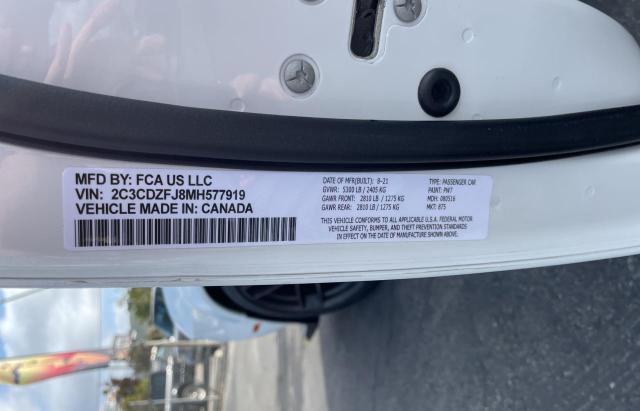 MFD BY: FCA US LLC
VIN: 2C3CDZFJ8MH577919
VEHICLE MADE IN: CANADA
DATE OF MFR(BUILT): 8-21
GVWR: 5300 LB / 2405 KG
GAWR FRONT: 2810 LB / 1275 KG
GAWR REAR: 2810 LB / 1275 KG
TYPE: PASSENGER CAR
PAINT: PW7
MDH: 080516
MKT: 875
THIS VEHICLE CONFORMS TO ALL APPLICABLE U.S.A. FEDERAL MOTOR
VEHICLE SAFETY, BUMPER, AND THEFT PREVENTION STANDARDS
IN EFFECT ON THE DATE OF MANUFACTURE SHOWN ABOVE.